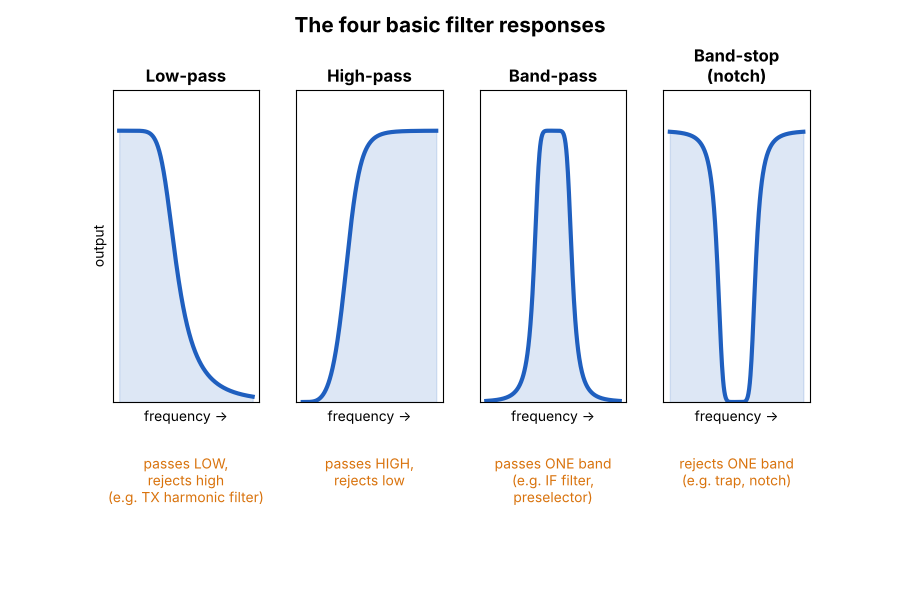 The four basic filter responses
Low-pass
High-pass
Band-pass
Band-stop
(notch)
output
frequency →
frequency →
frequency →
frequency →
passes LOW,
rejects high
(e.g. TX harmonic filter)
passes HIGH,
rejects low
passes ONE band
(e.g. IF filter,
preselector)
rejects ONE band
(e.g. trap, notch)